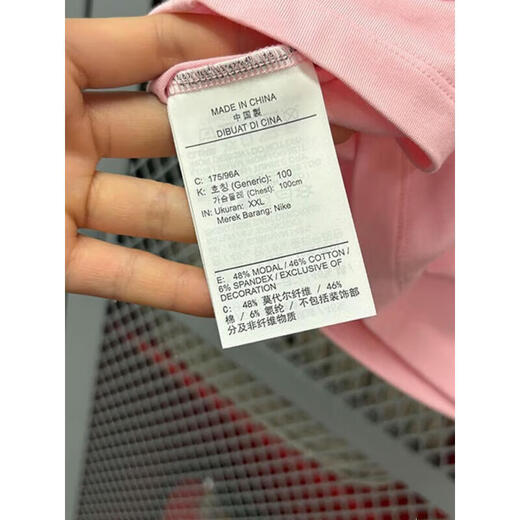 MADE IN CHINA
中国製
DIBUAT DI CINA
C: 175/96A
K: 호칭 (Generic): 100
가슴둘레 (Chest): 100cm
IN: Ukuran: XXL
Merek Barang: Nike
E: 48% MODAL / 46% COTTON /
6% SPANDEX / EXCLUSIVE OF
DECORATION
C: 48% 莫代尔纤维 / 46%
棉 / 6% 氨纶 / 不包括装饰部
分及非纤维物质